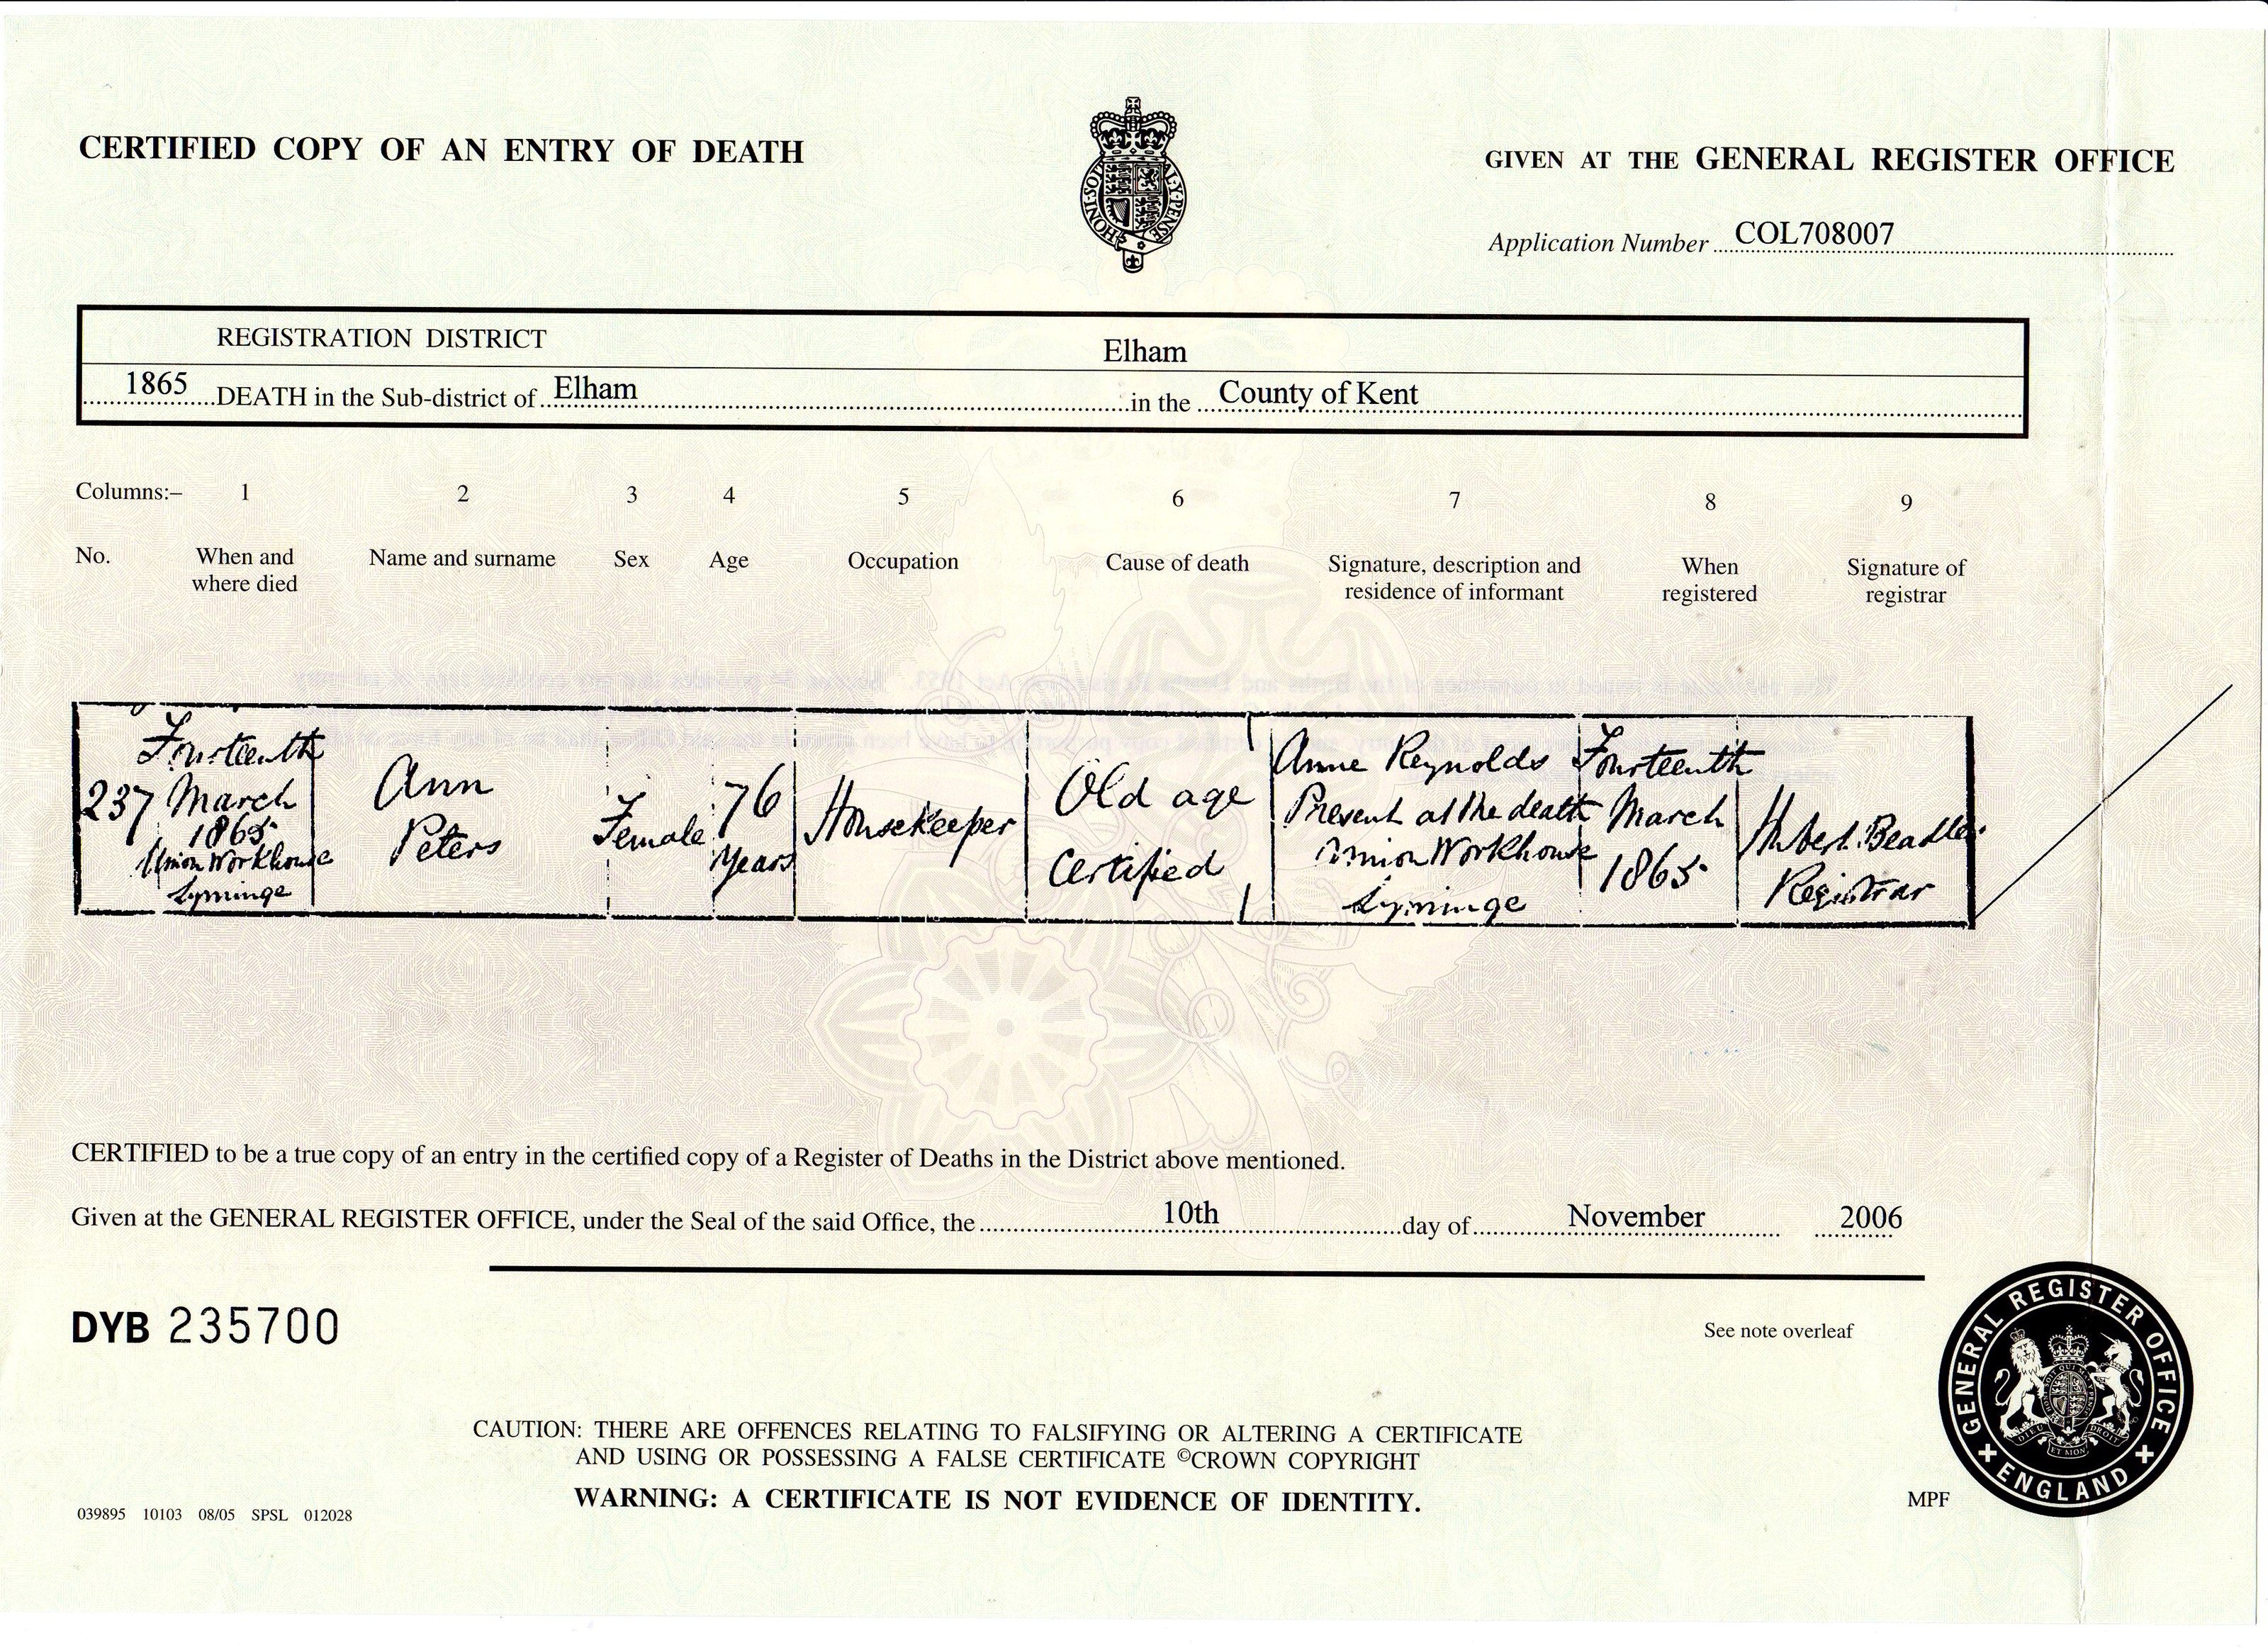 CERTIFIED COPY OF AN ENTRY OF DEATH
GIVEN AT THE GENERAL REGISTER OFFICE
HONI·SOI AL·Y·PENSE
Application Number COL708007
REGISTRATION DISTRICT Elham
1865 DEATH in the Sub-district of Elham in the County of Kent
Columns:– 1 2 3 4 5 6 7 8 9
No. When and where died Name and surname Sex Age Occupation Cause of death Signature, description and residence of informant When registered Signature of registrar
237
Fourteenth
March
1865
Union Workhouse
Lyminge
Ann
Peters
Female
76
Years
Housekeeper
Old age
Certified
Anne Reynolds
Present at the death
Union Workhouse
Lyminge
Fourteenth
March
1865
Beadle
Registrar
CERTIFIED to be a true copy of an entry in the certified copy of a Register of Deaths in the District above mentioned.
Given at the GENERAL REGISTER OFFICE, under the Seal of the said Office, the 10th day of November 2006
DYB 235700
See note overleaf
CAUTION: THERE ARE OFFENCES RELATING TO FALSIFYING OR ALTERING A CERTIFICATE
AND USING OR POSSESSING A FALSE CERTIFICATE ©CROWN COPYRIGHT
WARNING: A CERTIFICATE IS NOT EVIDENCE OF IDENTITY.
039895 10103 08/05 SPSL 012028
MPF
GENERAL REGISTER OFFICE
ENGLAND